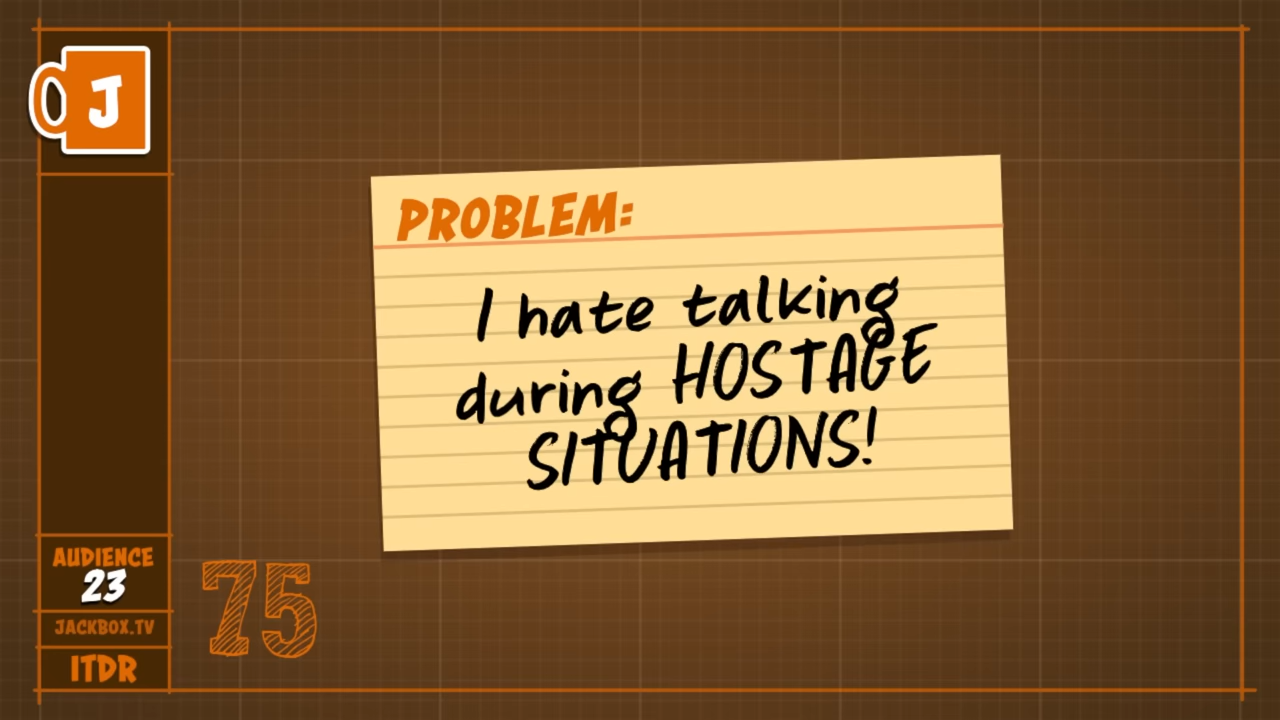 J
PROBLEM:
I hate talking
during HOSTAGE
SITUATIONS!
AUDIENCE
23
75
JACKBOX.TV
ITDR